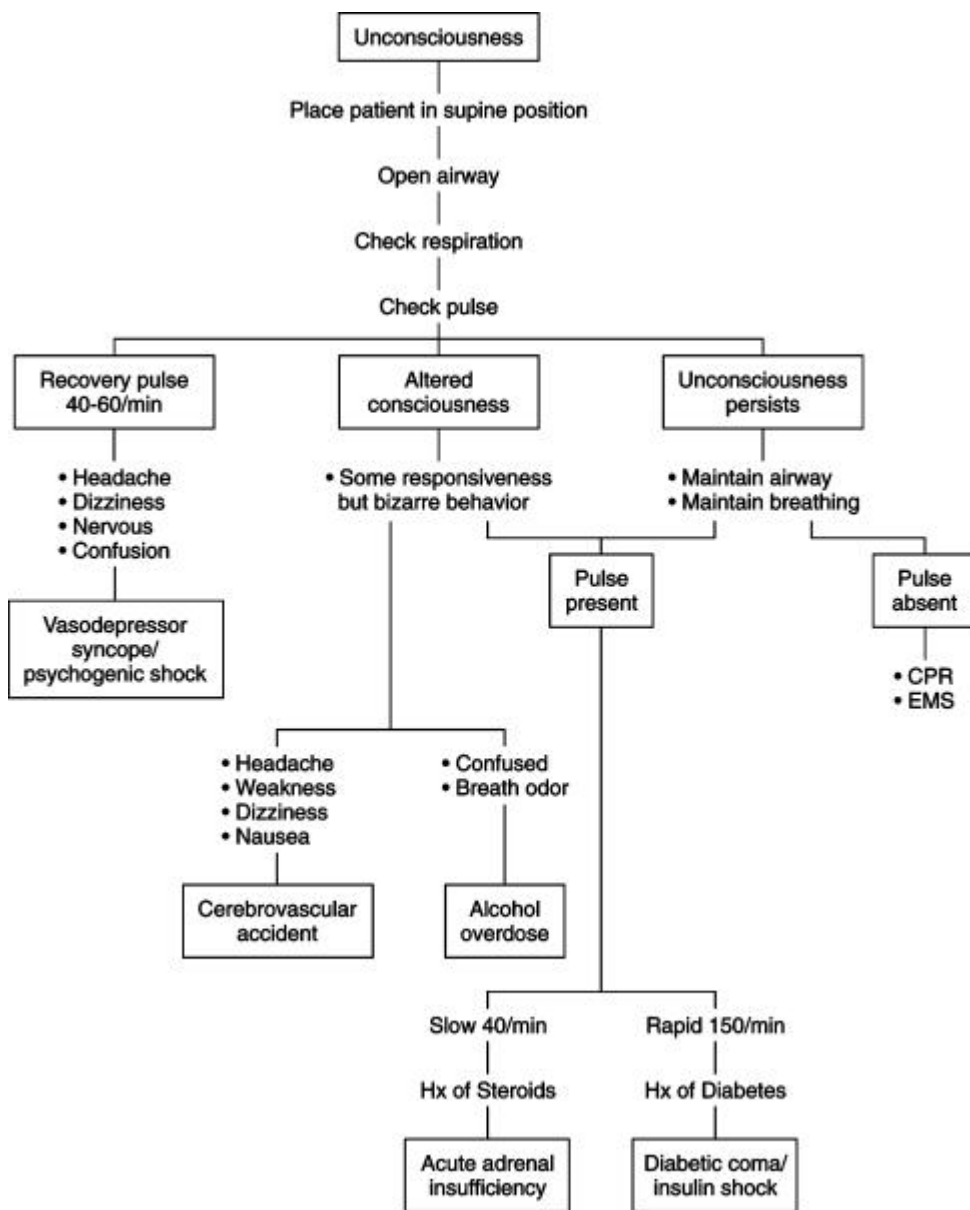 Unconsciousness
Place patient in supine position
Open airway
Check respiration
Check pulse
Recovery pulse
40-60/min
Altered
consciousness
Unconsciousness
persists
• Headache
• Dizziness
• Nervous
• Confusion
• Some responsiveness
but bizarre behavior
• Maintain airway
• Maintain breathing
Vasodepressor
syncope/
psychogenic shock
Pulse
present
Pulse
absent
• CPR
• EMS
• Headache
• Weakness
• Dizziness
• Nausea
• Confused
• Breath odor
Cerebrovascular
accident
Alcohol
overdose
Slow 40/min
Rapid 150/min
Hx of Steroids
Hx of Diabetes
Acute adrenal
insufficiency
Diabetic coma/
insulin shock